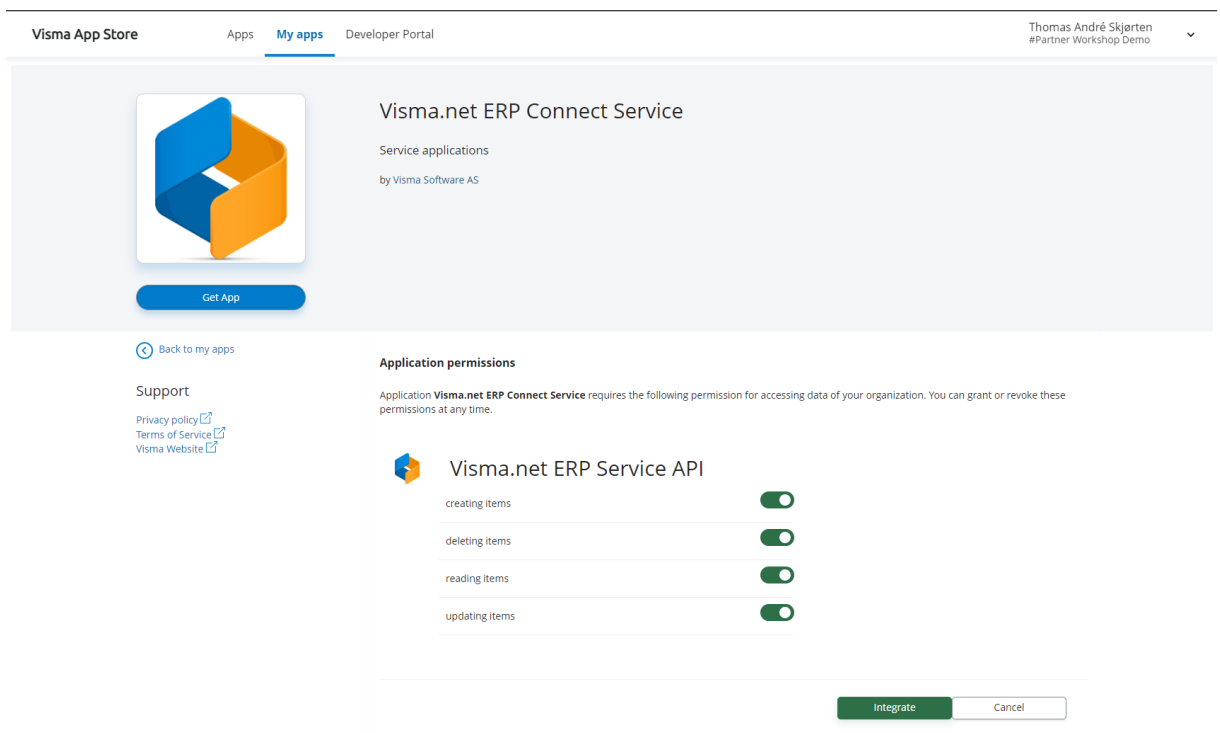 Visma App Store
Apps
My apps
Developer Portal
Thomas André Skjørten
#Partner Workshop Demo
Visma.net ERP Connect Service
Service applications
by Visma Software AS
Get App
Back to my apps
Support
Privacy policy
Terms of Service
Visma Website
Application permissions
Application Visma.net ERP Connect Service requires the following permission for accessing data of your organization. You can grant or revoke these
permissions at any time.
Visma.net ERP Service API
creating items
deleting items
reading items
updating items
Integrate
Cancel